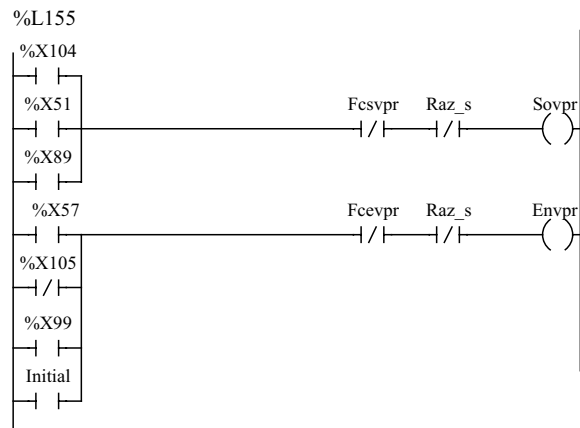 %L155
%X104
%X51 Fcsvpr Raz_s Sovpr
%X89
%X57 Fcevpr Raz_s Envpr
%X105
%X99
Initial